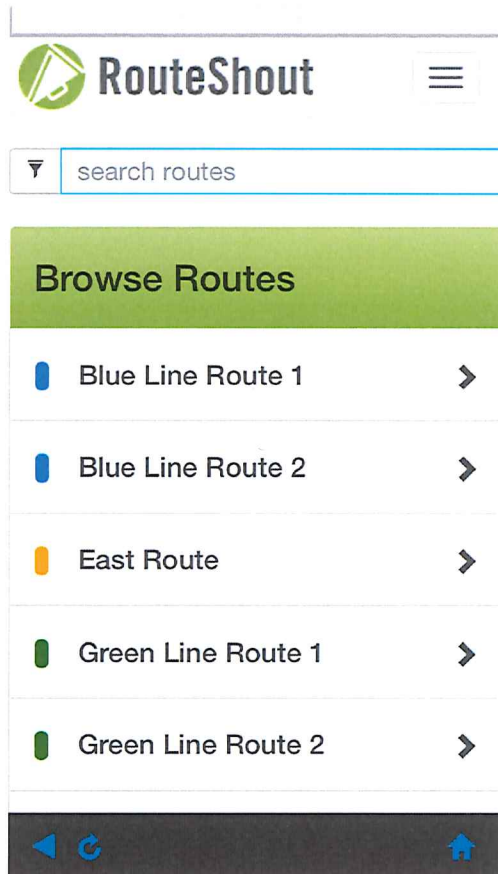 RouteShout
search routes
Browse Routes
Blue Line Route 1
Blue Line Route 2
East Route
Green Line Route 1
Green Line Route 2